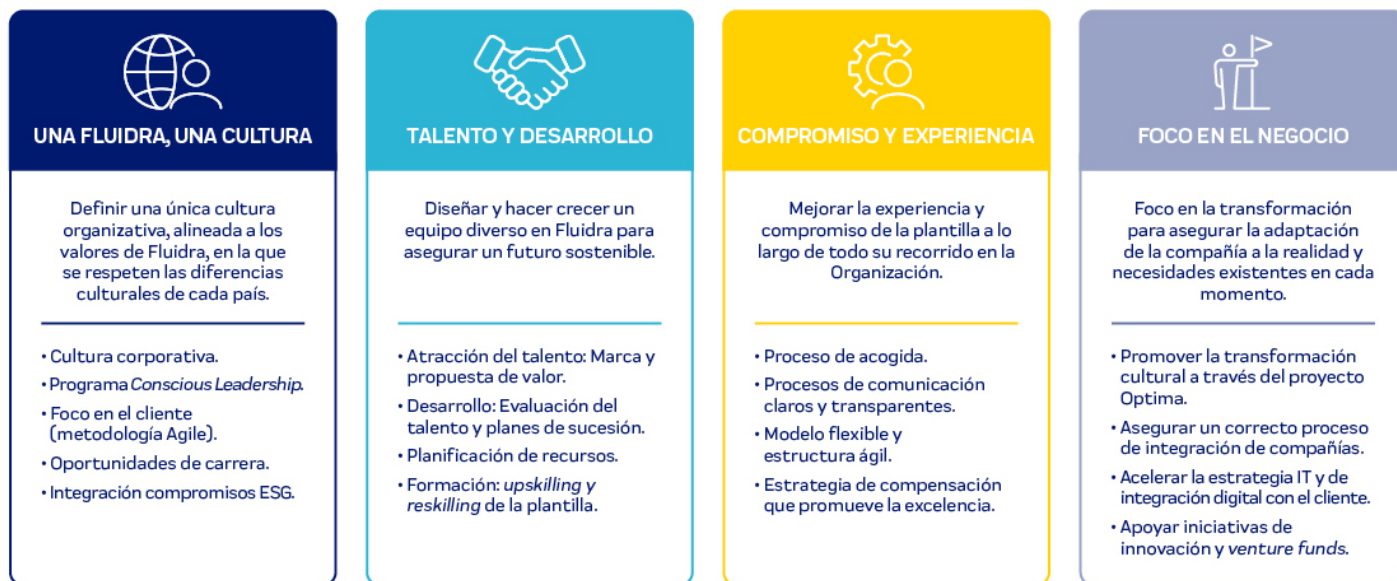 UNA FLUIDRA, UNA CULTURA
Definir una única cultura
organizativa, alineada a los
valores de Fluidra, en la que
se respeten las diferencias
culturales de cada país.
• Cultura corporativa.
• Programa Conscious Leadership.
• Foco en el cliente
(metodología Agile).
• Oportunidades de carrera.
• Integración compromisos ESG.
TALENTO Y DESARROLLO
Diseñar y hacer crecer un
equipo diverso en Fluidra para
asegurar un futuro sostenible.
• Atracción del talento: Marca y
propuesta de valor.
• Desarrollo: Evaluación del
talento y planes de sucesión.
• Planificación de recursos.
• Formación: upskilling y
reskilling de la plantilla.
COMPROMISO Y EXPERIENCIA
Mejorar la experiencia y
compromiso de la plantilla a lo
largo de todo su recorrido en la
Organización.
• Proceso de acogida.
• Procesos de comunicación
claros y transparentes.
• Modelo flexible y
estructura ágil.
• Estrategia de compensación
que promueve la excelencia.
FOCO EN EL NEGOCIO
Foco en la transformación
para asegurar la adaptación
de la compañía a la realidad y
necesidades existentes en cada
momento.
• Promover la transformación
cultural a través del proyecto
Optima.
• Asegurar un correcto proceso
de integración de compañías.
• Acelerar la estrategia IT y de
integración digital con el cliente.
• Apoyar iniciativas de
innovación y venture funds.